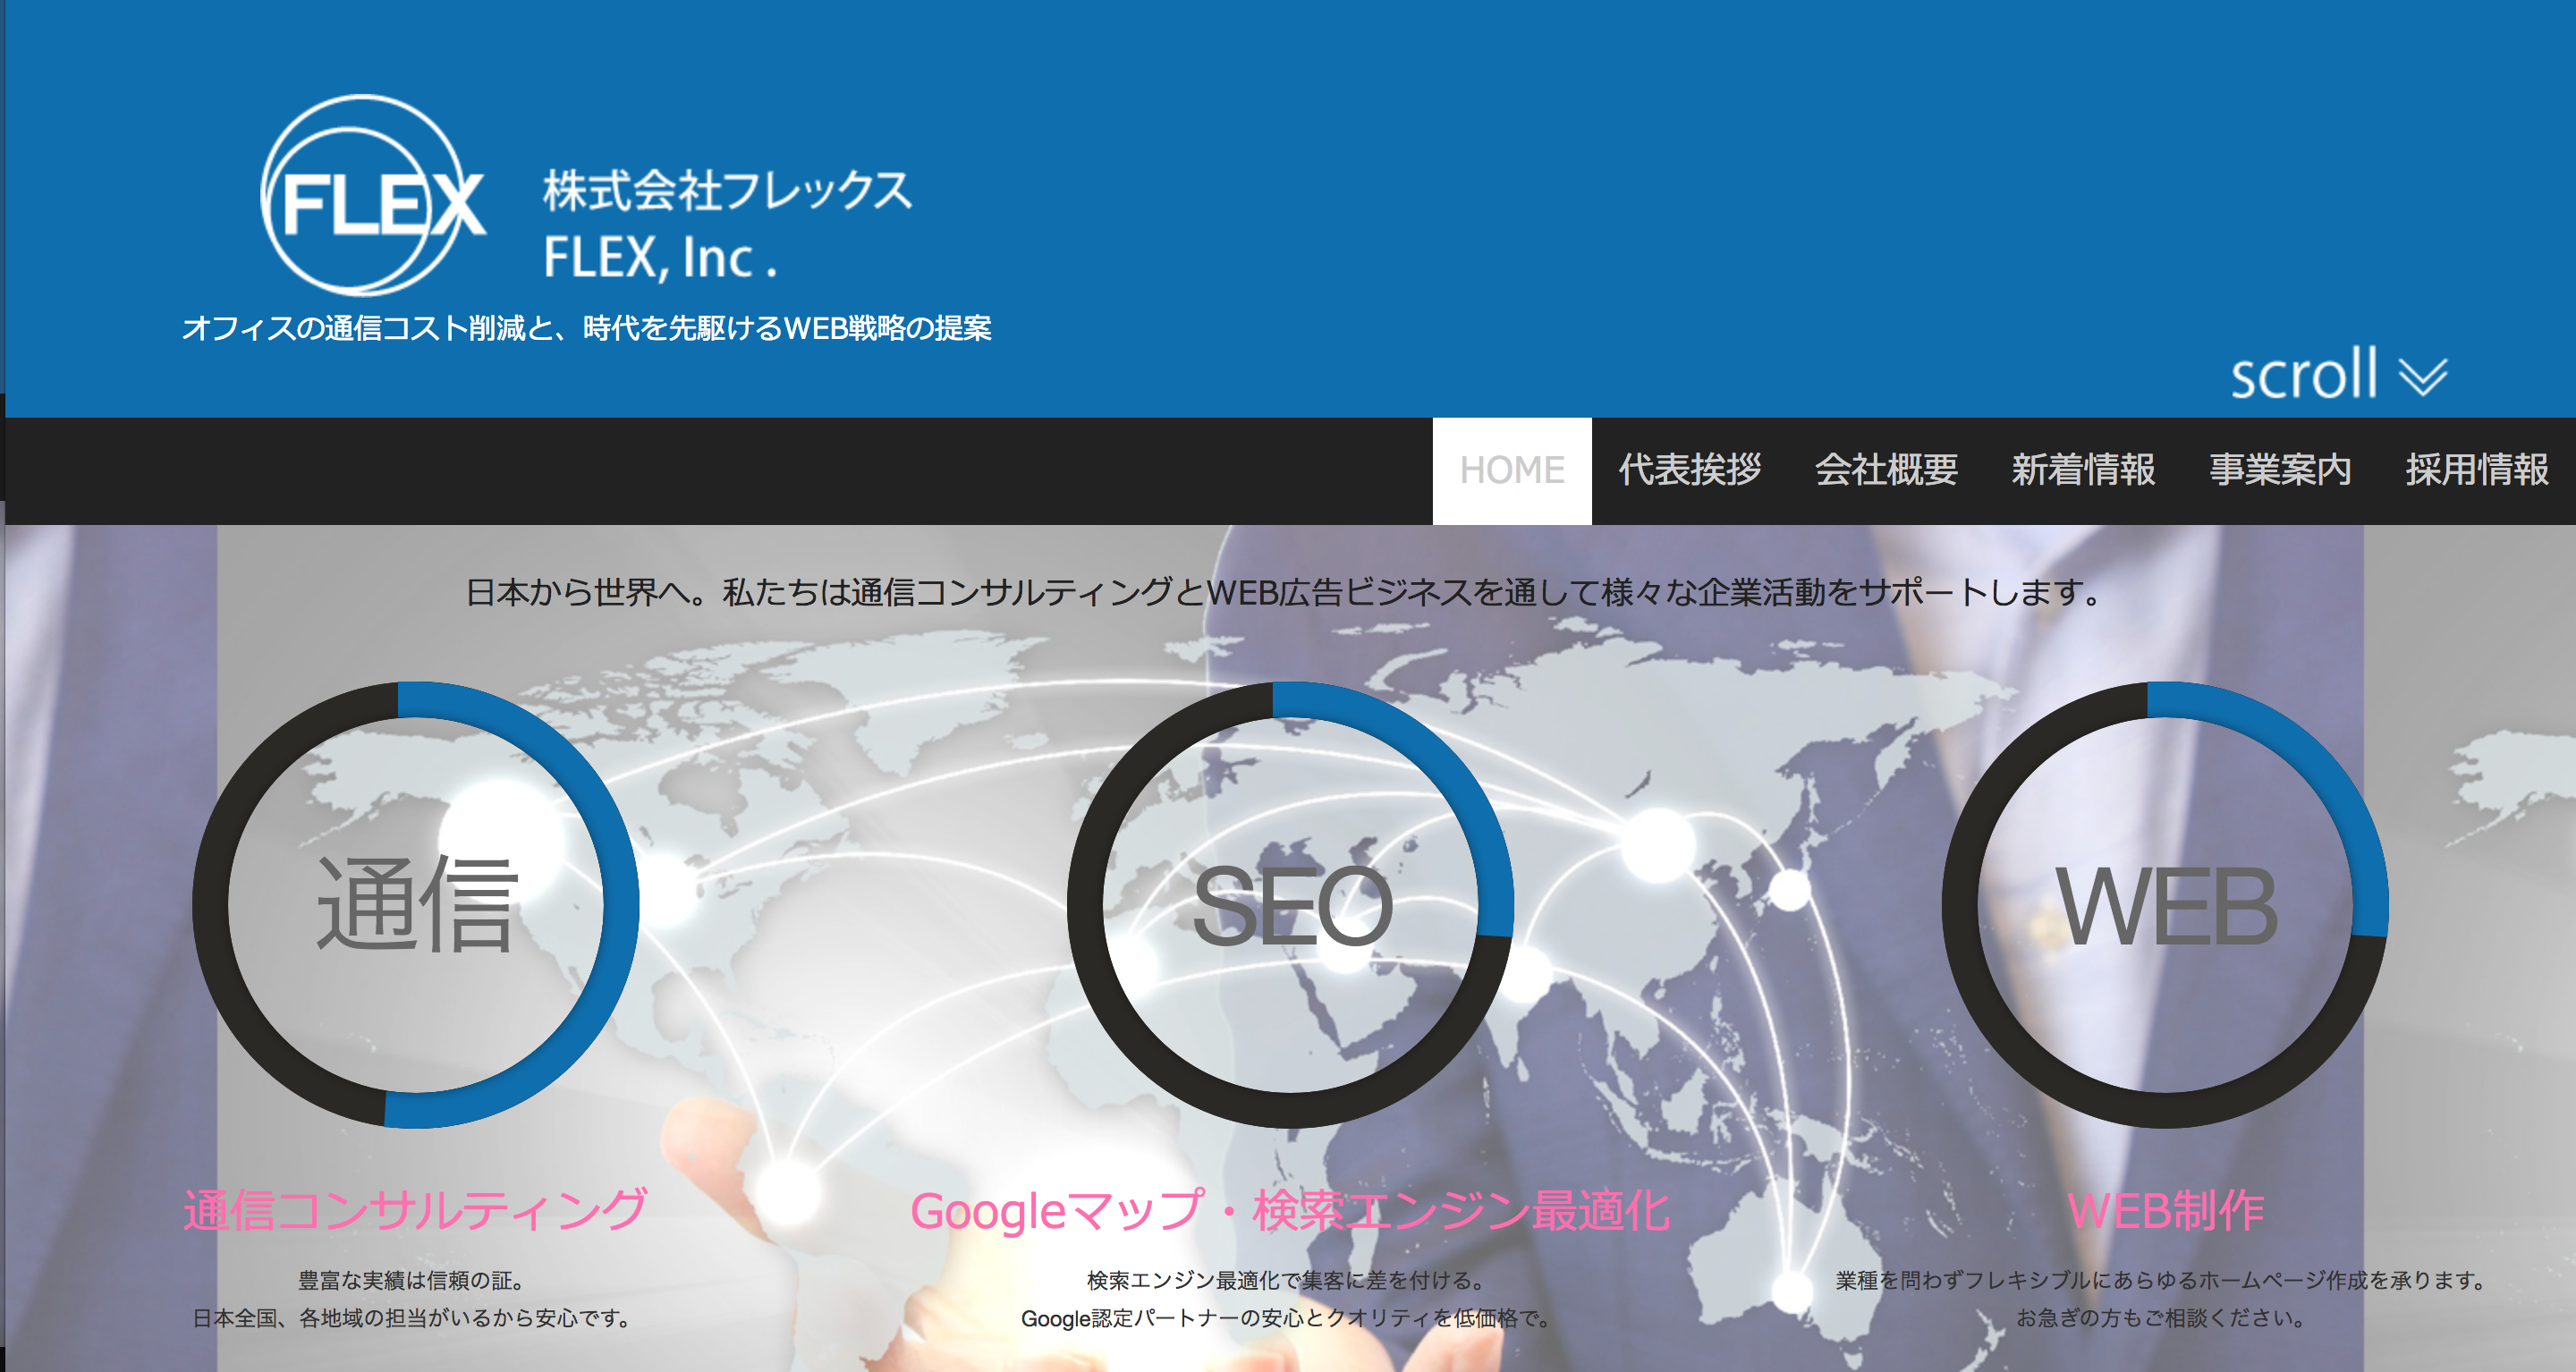 FLEX
株式会社フレックス
FLEX, Inc .
オフィスの通信コスト削減と、時代を先駆けるWEB戦略の提案
scroll
HOME 代表挨拶 会社概要 新着情報 事業案内 採用情報
日本から世界へ。私たちは通信コンサルティングとWEB広告ビジネスを通して様々な企業活動をサポートします。
通信
通信コンサルティング
豊富な実績は信頼の証。
日本全国、各地域の担当がいるから安心です。
SEO
Googleマップ・検索エンジン最適化
検索エンジン最適化で集客に差を付ける。
Google認定パートナーの安心とクオリティを低価格で。
WEB
WEB制作
業種を問わずフレキシブルにあらゆるホームページ作成を承ります。
お急ぎの方もご相談ください。